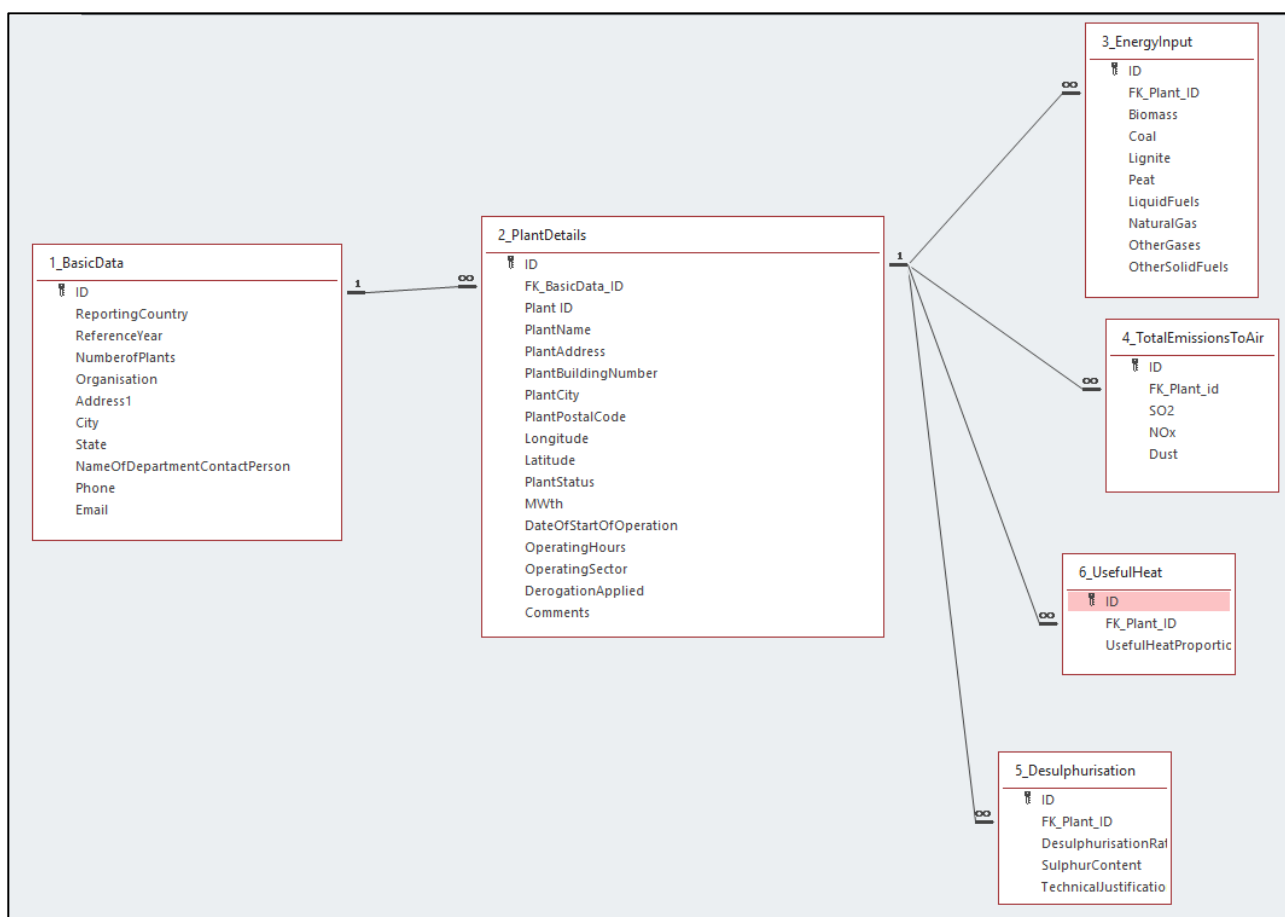 1_BasicData
ID
ReportingCountry
ReferenceYear
NumberofPlants
Organisation
Address1
City
State
NameOfDepartmentContactPerson
Phone
Email
1
∞
2_PlantDetails
ID
FK_BasicData_ID
Plant ID
PlantName
PlantAddress
PlantBuildingNumber
PlantCity
PlantPostalCode
Longitude
Latitude
PlantStatus
MWth
DateOfStartOfOperation
OperatingHours
OperatingSector
DerogationApplied
Comments
1
∞
3_EnergyInput
ID
FK_Plant_ID
Biomass
Coal
Lignite
Peat
LiquidFuels
NaturalGas
OtherGases
OtherSolidFuels
∞
4_TotalEmissionsToAir
ID
FK_Plant_id
SO2
NOx
Dust
∞
6_UsefulHeat
ID
FK_Plant_ID
UsefulHeatProportic
∞
5_Desulphurisation
ID
FK_Plant_ID
DesulphurisationRat
SulphurContent
TechnicalJustificatio